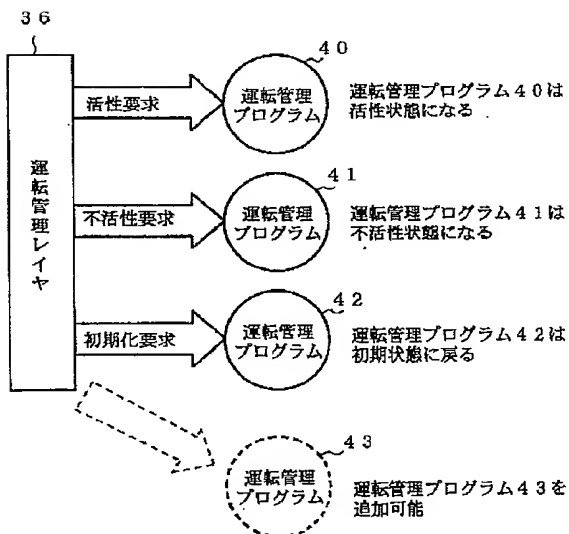 36
運転管理レイヤ
活性要求
40
運転管理
プログラム
運転管理プログラム40は
活性状態になる
不活性要求
41
運転管理
プログラム
運転管理プログラム41は
不活性状態になる
初期化要求
42
運転管理
プログラム
運転管理プログラム42は
初期状態に戻る
43
運転管理
プログラム
運転管理プログラム43を
追加可能